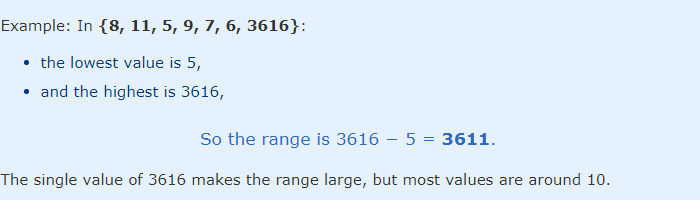 Example: In {8, 11, 5, 9, 7, 6, 3616}:
• the lowest value is 5,
• and the highest is 3616,
So the range is 3616 − 5 = 3611.
The single value of 3616 makes the range large, but most values are around 10.